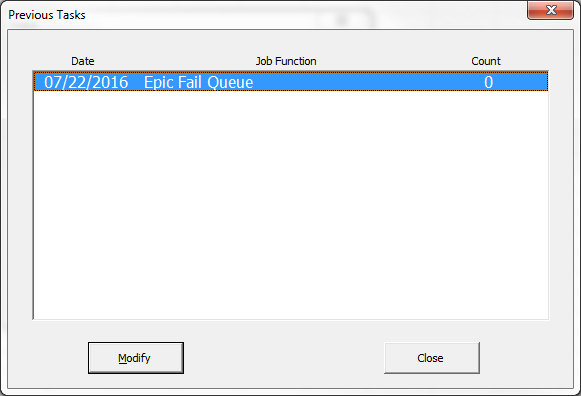 Previous Tasks
Date Job Function Count
07/22/2016 Epic Fail Queue 0
Modify Close